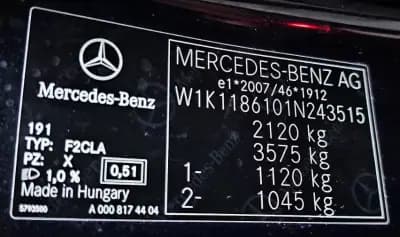 Mercedes-Benz
191
TYP: F2CLA
PZ: X
1,0 % 0,51
Made in Hungary
5793500 A 000 817 44 04
MERCEDES-BENZ AG
e1*2007/46*1912
W1K1186101N243515
2120 kg
3575 kg
1- 1120 kg
2- 1045 kg